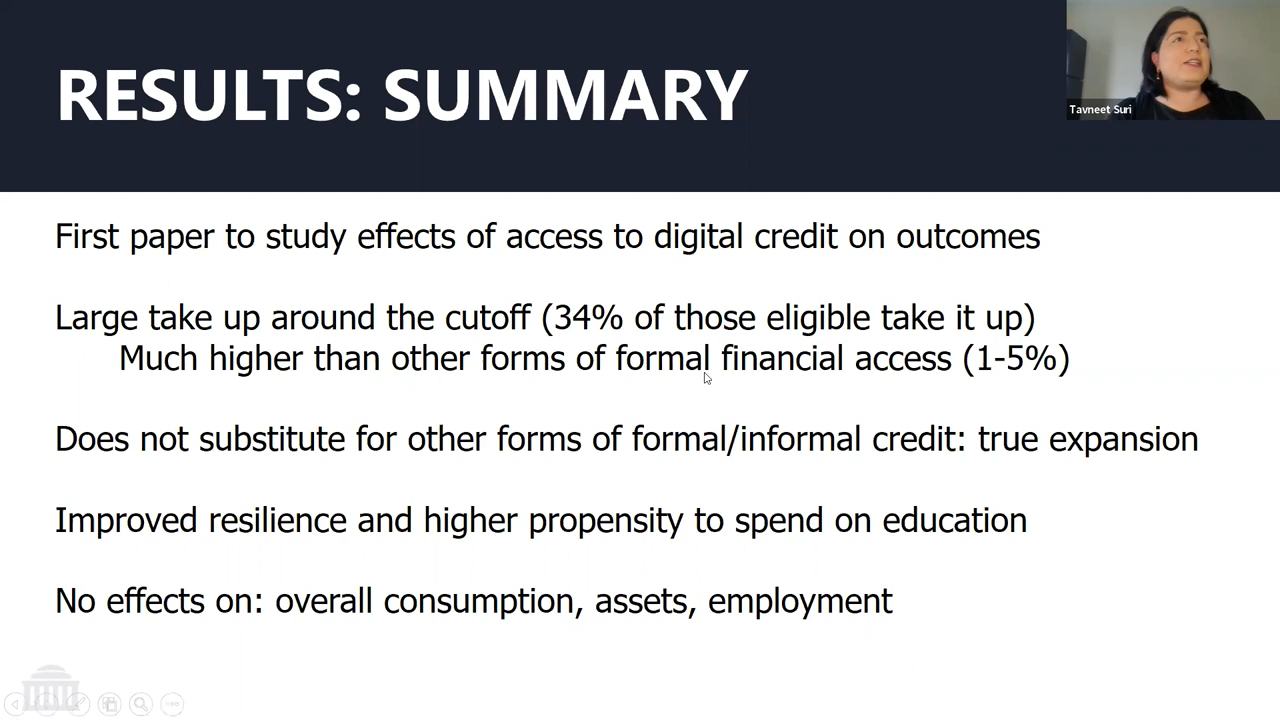 RESULTS: SUMMARY
Tavneet Suri
First paper to study effects of access to digital credit on outcomes
Large take up around the cutoff (34% of those eligible take it up)
Much higher than other forms of formal financial access (1-5%)
Does not substitute for other forms of formal/informal credit: true expansion
Improved resilience and higher propensity to spend on education
No effects on: overall consumption, assets, employment